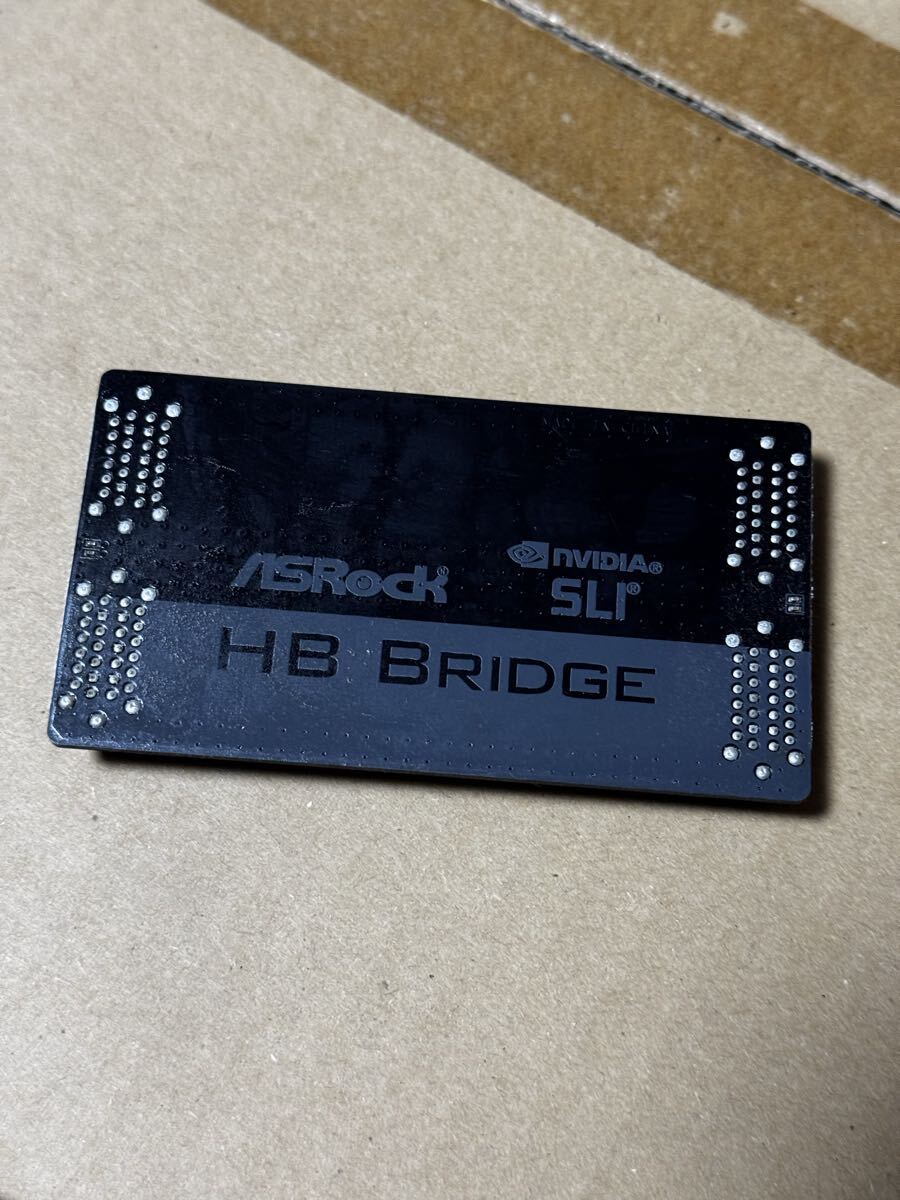 ASRock®
nVIDIA®
SLI®
HB BRIDGE